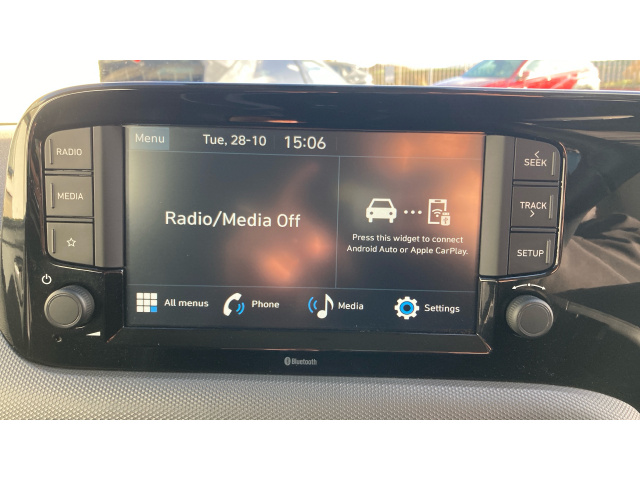 RADIO
MEDIA
Menu
Tue, 28-10
15:06
Radio/Media Off
Press this widget to connect
Android Auto or Apple CarPlay.
All menus
Phone
Media
Settings
SEEK
TRACK
SETUP
Bluetooth